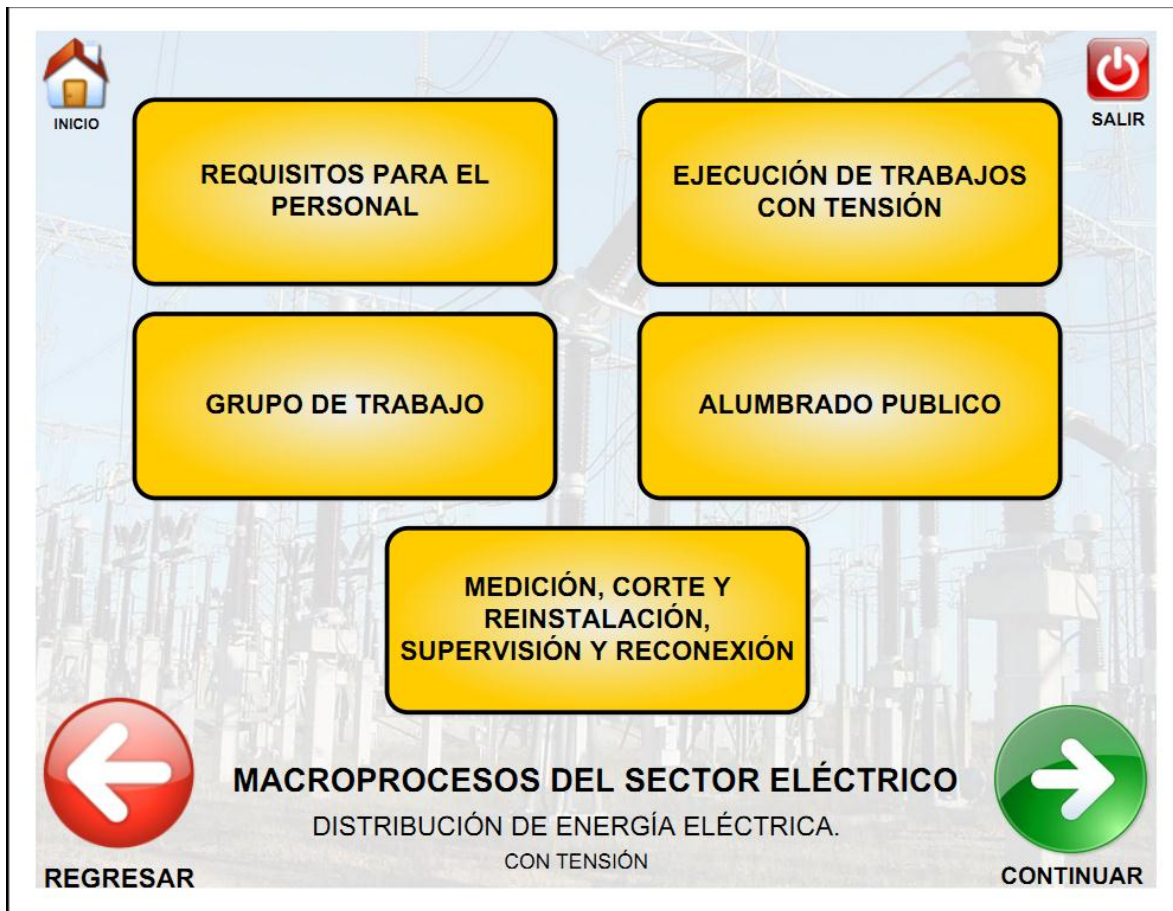 INICIO
SALIR
REQUISITOS PARA EL
PERSONAL
EJECUCIÓN DE TRABAJOS
CON TENSIÓN
GRUPO DE TRABAJO
ALUMBRADO PUBLICO
MEDICIÓN, CORTE Y
REINSTALACIÓN,
SUPERVISIÓN Y RECONEXIÓN
MACROPROCESOS DEL SECTOR ELÉCTRICO
DISTRIBUCIÓN DE ENERGÍA ELÉCTRICA.
CON TENSIÓN
REGRESAR
CONTINUAR